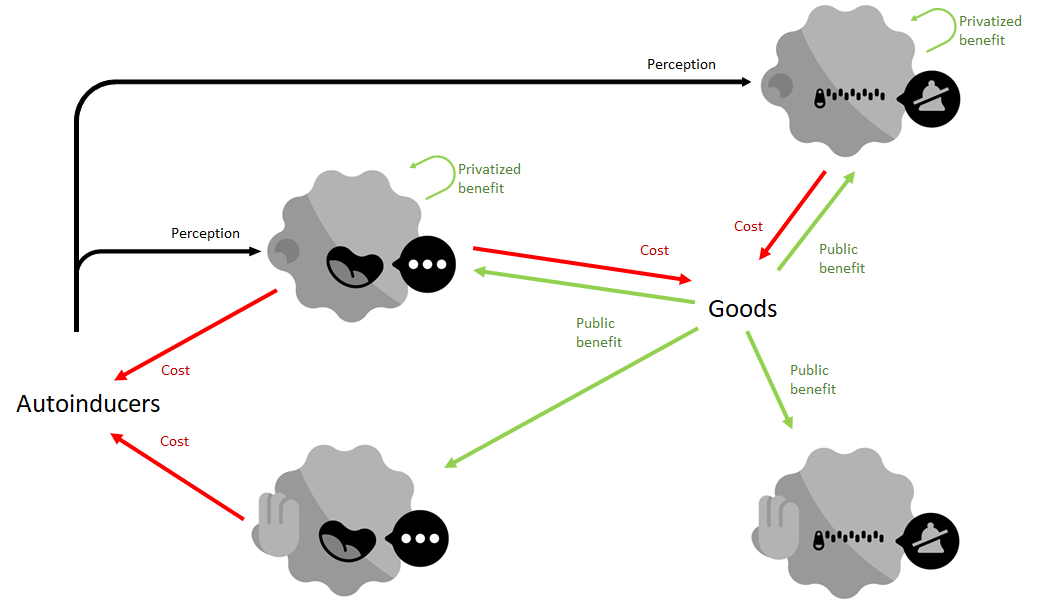 Privatized
benefit
Perception
Privatized
benefit
Perception
Cost
Cost
Public
benefit
Goods
Public
benefit
Cost
Public
benefit
Autoinducers
Cost